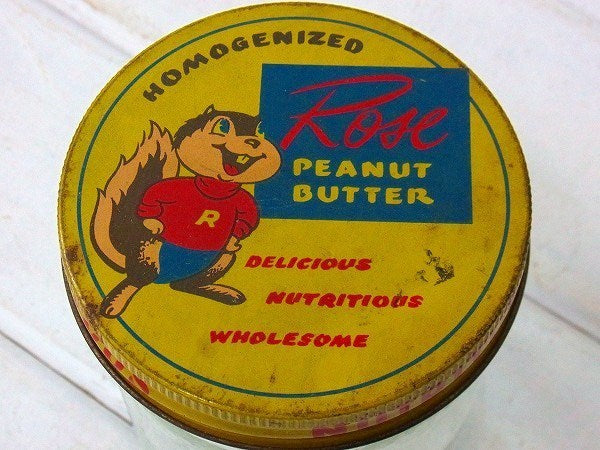 HOMOGENIZED
Rose
PEANUT
BUTTER
R
DELICIOUS
NUTRITIOUS
WHOLESOME